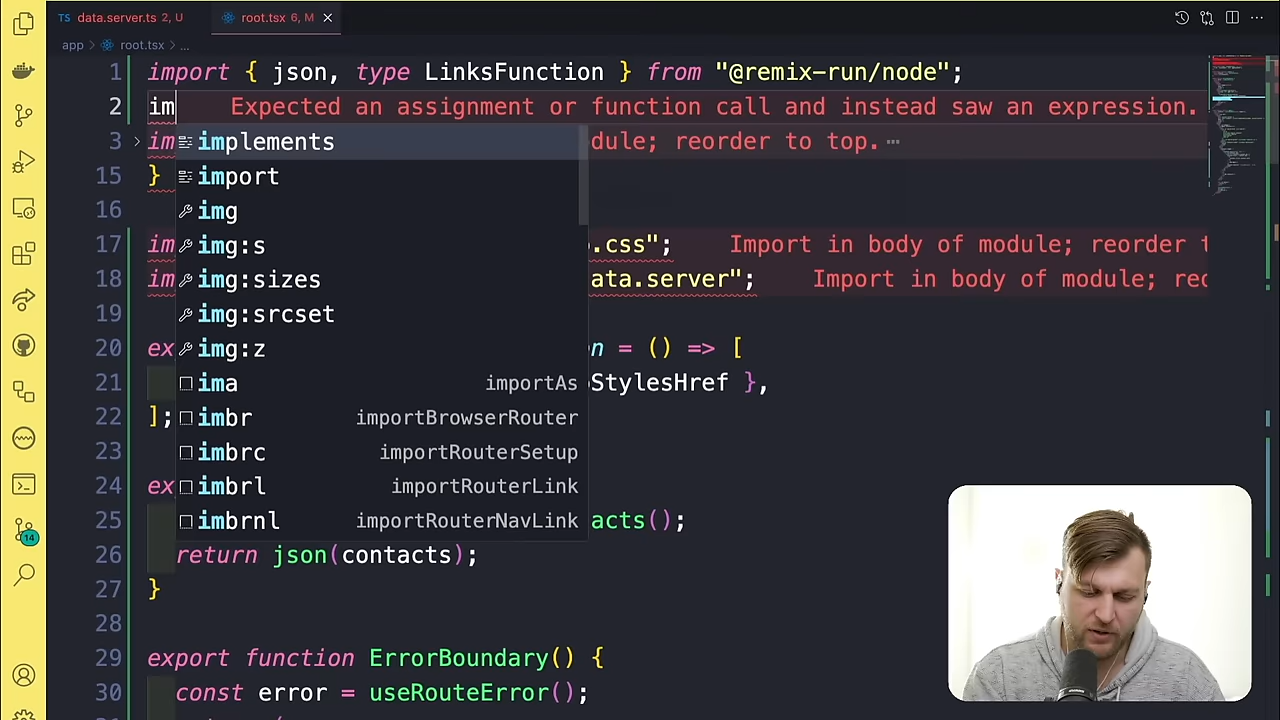 data.server.ts 2, U
root.tsx 6, M
app > root.tsx > ...
1 import { json, type LinksFunction } from "@remix-run/node";
2 im Expected an assignment or function call and instead saw an expression.
3 im dule; reorder to top.
implements
15 }
import
16
img
17 im .css"; Import in body of module; reorder t
img:s
18 im ata.server"; Import in body of module; rec
img:sizes
19
img:srcset
20 ex n = () => [
img:z
21 StylesHref },
ima importAs
22 ];
imbr importBrowserRouter
23
imbrc importRouterSetup
24 ex
imbrl importRouterLink
25 acts();
imbrnl importRouterNavLink
26 return json(contacts);
27 }
28
29 export function ErrorBoundary() {
30 const error = useRouteError();
14